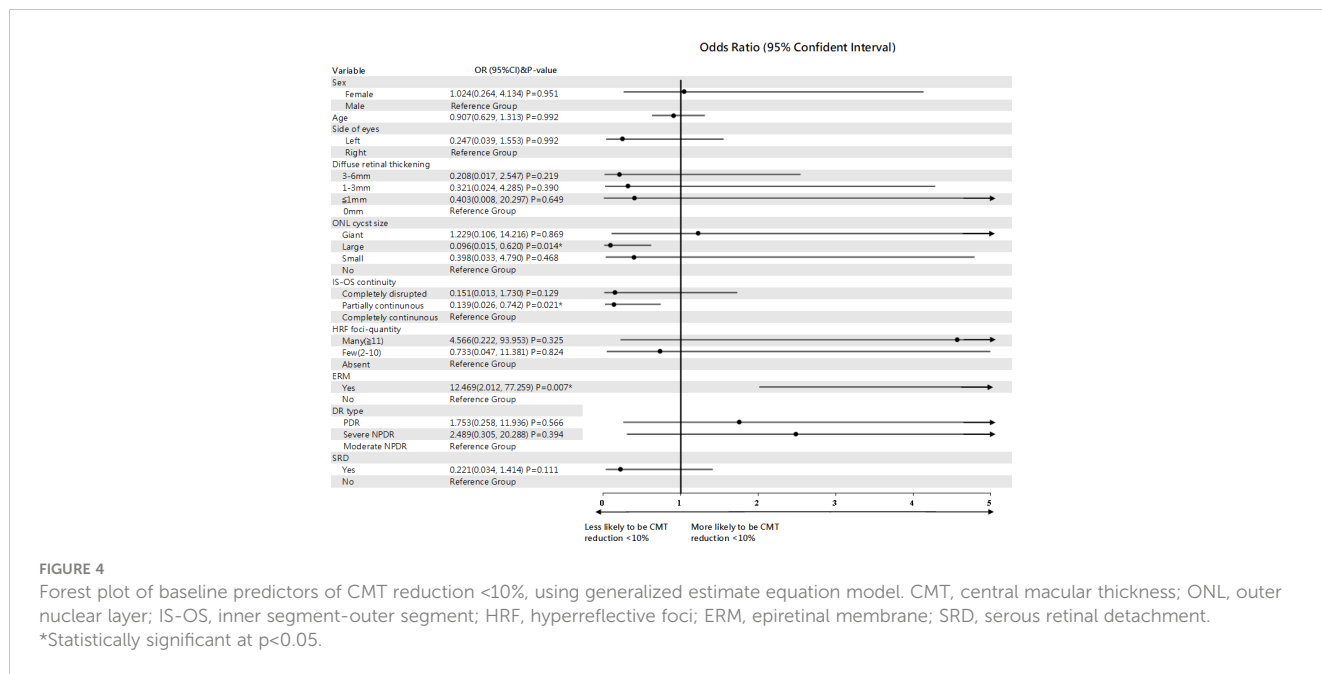 Odds Ratio (95% Confident Interval)
Variable OR (95%CI)&P-value
Sex
Female 1.024(0.264, 4.134) P=0.951
Male Reference Group
Age 0.907(0.629, 1.313) P=0.992
Side of eyes
Left 0.247(0.039, 1.553) P=0.992
Right Reference Group
Diffuse retinal thickening
3-6mm 0.208(0.017, 2.547) P=0.219
1-3mm 0.321(0.024, 4.285) P=0.390
≦1mm 0.403(0.008, 20.297) P=0.649
0mm Reference Group
ONL cycst size
Giant 1.229(0.106, 14.216) P=0.869
Large 0.096(0.015, 0.620) P=0.014*
Small 0.398(0.033, 4.790) P=0.468
No Reference Group
IS-OS continuity
Completely disrupted 0.151(0.013, 1.730) P=0.129
Partially continunous 0.139(0.026, 0.742) P=0.021*
Completely continunous Reference Group
HRF foci-quantity
Many(≧11) 4.566(0.222, 93.953) P=0.325
Few(2-10) 0.733(0.047, 11.381) P=0.824
Absent Reference Group
ERM
Yes 12.469(2.012, 77.259) P=0.007*
No Reference Group
DR type
PDR 1.753(0.258, 11.936) P=0.566
Severe NPDR 2.489(0.305, 20.288) P=0.394
Moderate NPDR Reference Group
SRD
Yes 0.221(0.034, 1.414) P=0.111
No Reference Group
0 1 2 3 4 5
Less likely to be CMT More likely to be CMT
reduction <10% reduction <10%
FIGURE 4
Forest plot of baseline predictors of CMT reduction <10%, using generalized estimate equation model. CMT, central macular thickness; ONL, outer
nuclear layer; IS-OS, inner segment-outer segment; HRF, hyperreflective foci; ERM, epiretinal membrane; SRD, serous retinal detachment.
*Statistically significant at p<0.05.